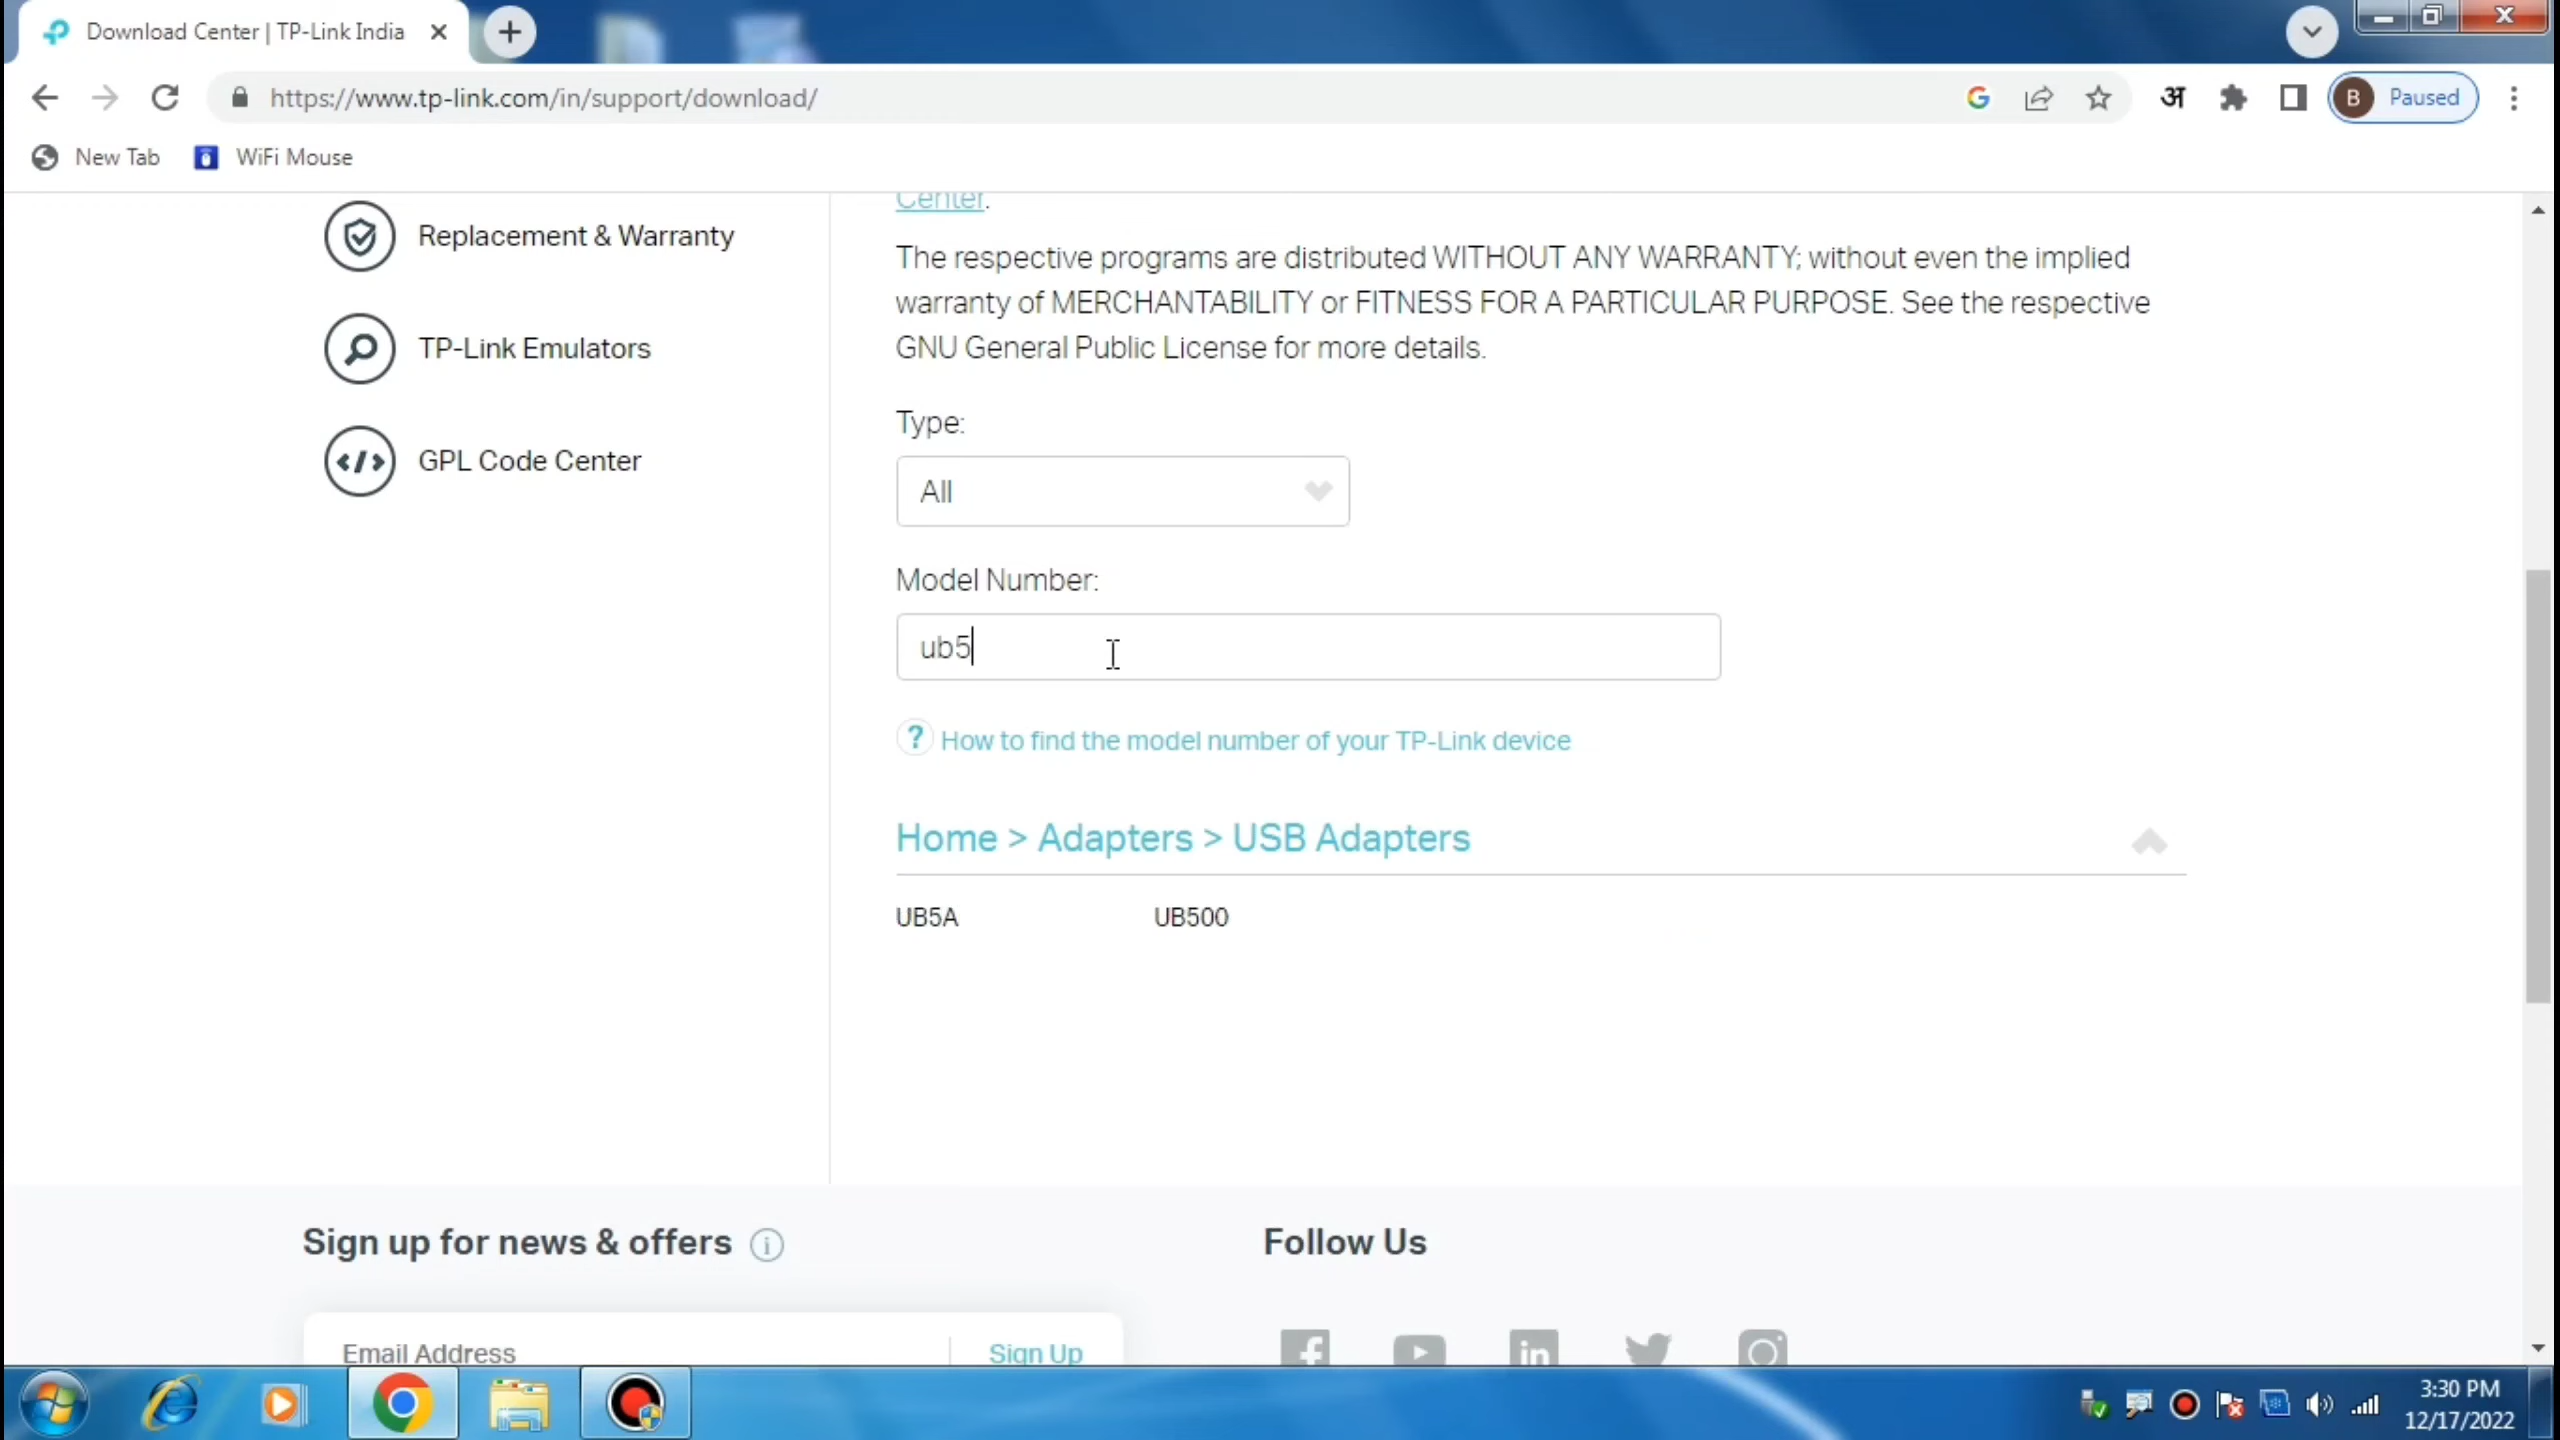 Download Center | TP-Link India
https://www.tp-link.com/in/support/download/
अ
B Paused
New Tab
WiFi Mouse
Replacement & Warranty
TP-Link Emulators
GPL Code Center
Center.
The respective programs are distributed WITHOUT ANY WARRANTY; without even the implied
warranty of MERCHANTABILITY or FITNESS FOR A PARTICULAR PURPOSE. See the respective
GNU General Public License for more details.
Type:
All
Model Number:
ub5
? How to find the model number of your TP-Link device
Home > Adapters > USB Adapters
UB5A UB500
Sign up for news & offers
Follow Us
Email Address
Sign Up
3:30 PM
12/17/2022